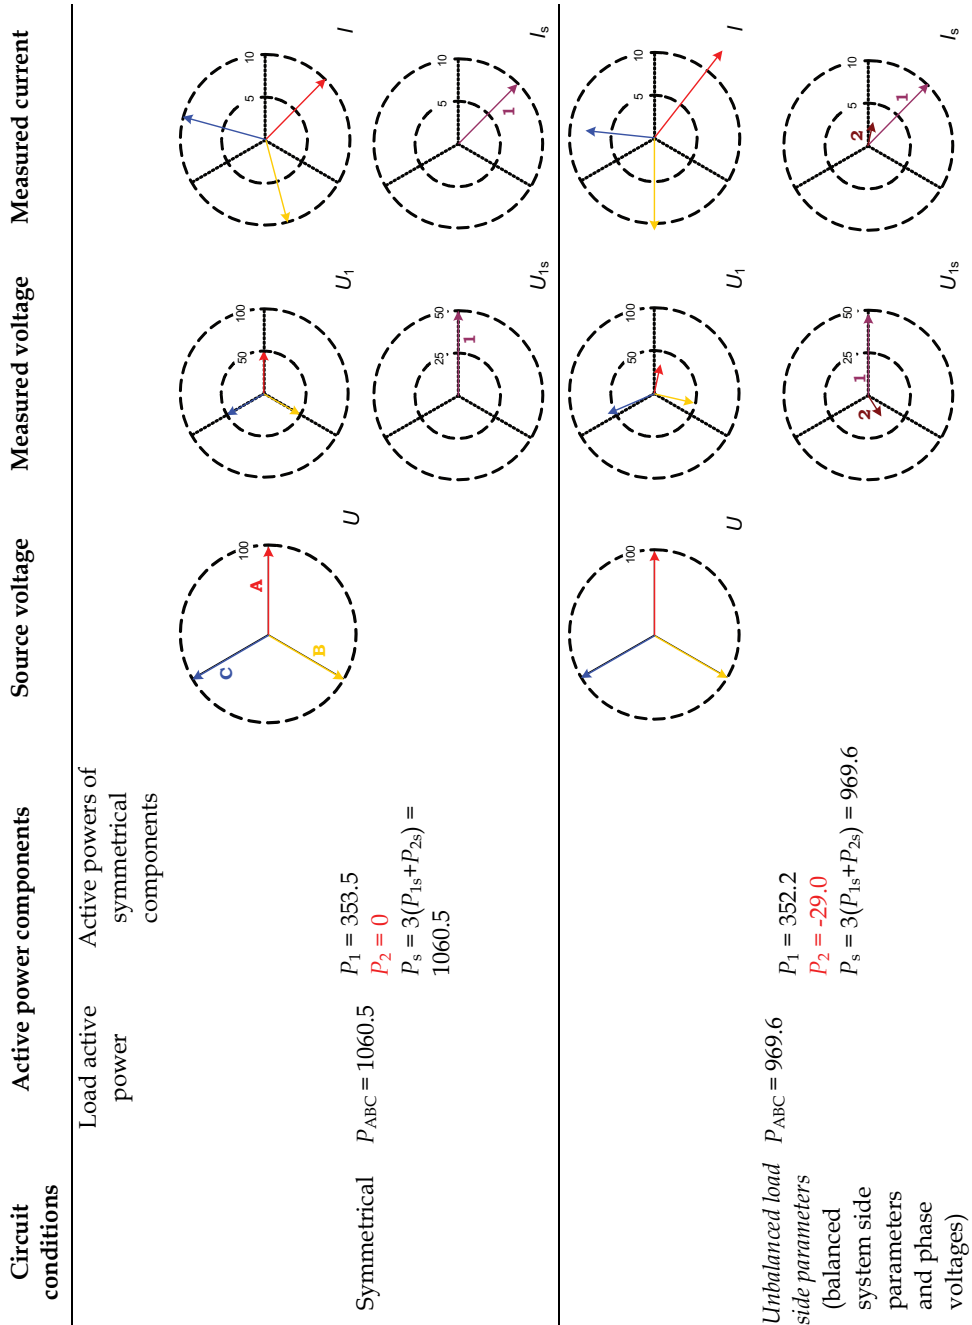 Circuit
conditions
Active power components
Source voltage
Measured voltage
Measured current
Load active
power
Active powers of
symmetrical
components
Symmetrical
P_ABC = 1060.5
P_1 = 353.5
P_2 = 0
P_s = 3(P_1s+P_2s) =
1060.5
100
A
B
C
U
50
100
U_1
25
50
1
U_1s
5
10
I
5
10
1
I_s
Unbalanced load
side parameters
(balanced
system side
parameters
and phase
voltages)
P_ABC = 969.6
P_1 = 352.2
P_2 = -29.0
P_s = 3(P_1s+P_2s) = 969.6
100
U
50
100
U_1
25
50
1
2
U_1s
5
10
I
5
10
1
2
I_s